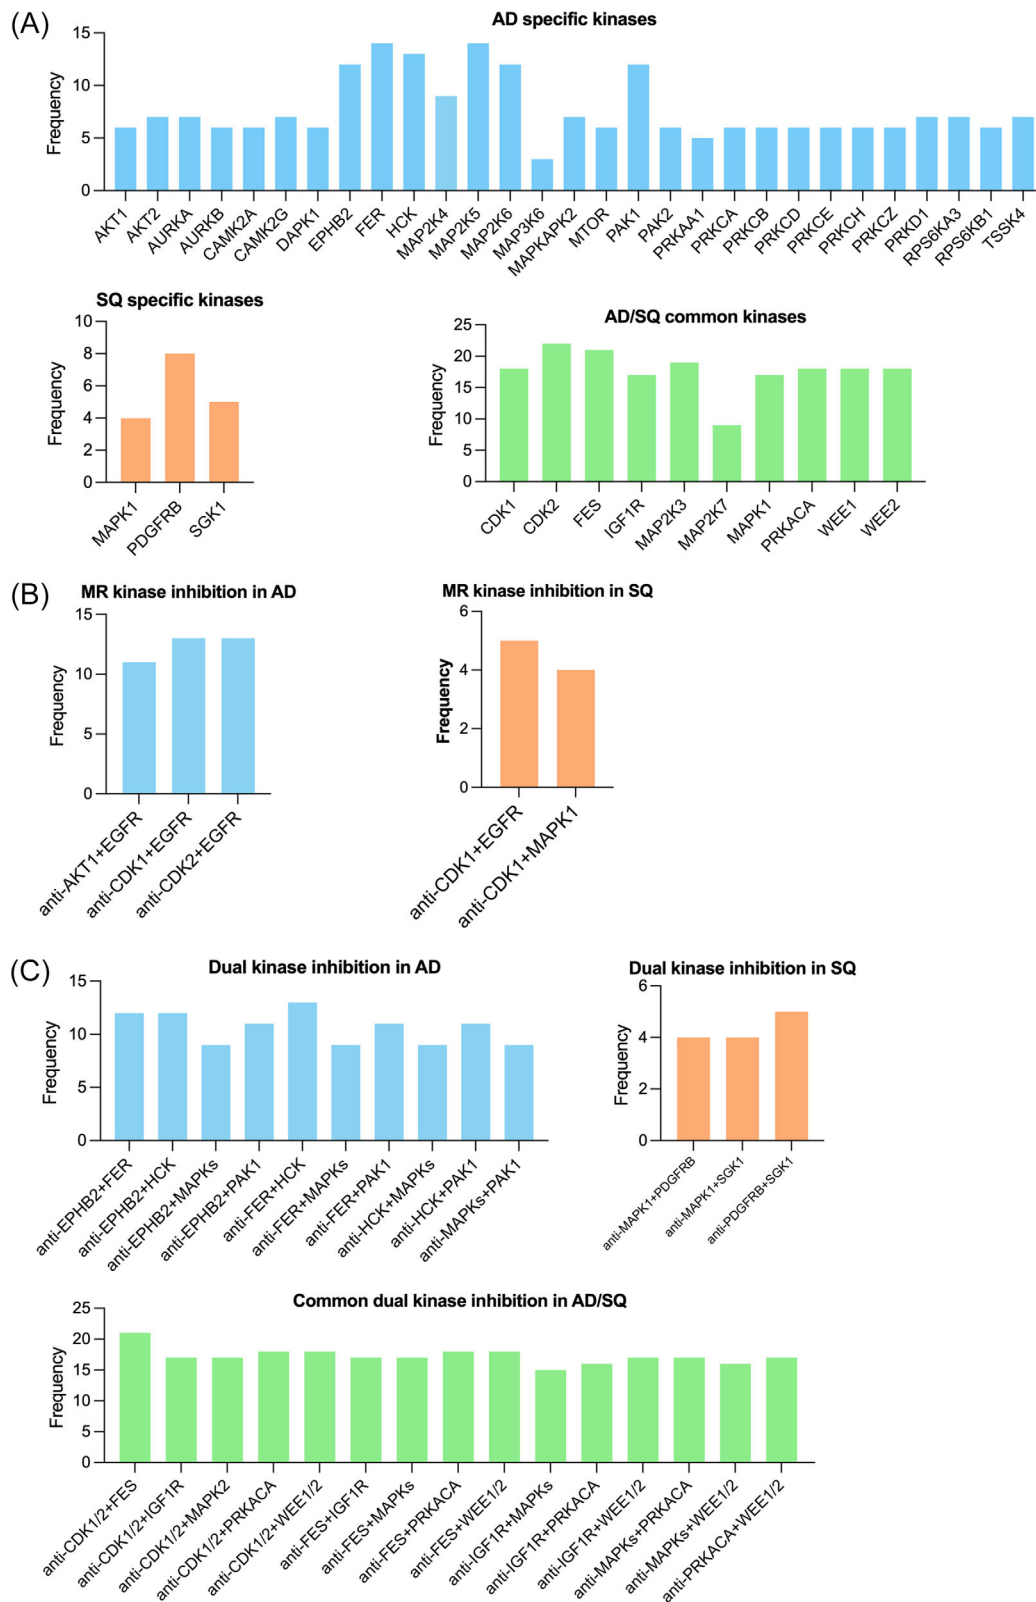 (A)
AD specific kinases
Frequency
15
10
5
0
AKT1
AKT2
AURKA
AURKB
CAMK2A
CAMK2G
DAPK1
EPHB2
FER
HCK
MAP2K4
MAP2K5
MAP2K6
MAP3K6
MAPKAPK2
MTOR
PAK1
PAK2
PRKAA1
PRKCA
PRKCB
PRKCD
PRKCE
PRKCH
PRKCZ
PRKD1
RPS6KA3
RPS6KB1
TSSK4
SQ specific kinases
Frequency
10
8
6
4
2
0
MAPK1
PDGFRB
SGK1
AD/SQ common kinases
Frequency
25
20
15
10
5
0
CDK1
CDK2
FES
IGF1R
MAP2K3
MAP2K7
MAPK1
PRKACA
WEE1
WEE2
(B)
MR kinase inhibition in AD
Frequency
15
10
5
0
anti-AKT1+EGFR
anti-CDK1+EGFR
anti-CDK2+EGFR
MR kinase inhibition in SQ
Frequency
6
4
2
0
anti-CDK1+EGFR
anti-CDK1+MAPK1
(C)
Dual kinase inhibition in AD
Frequency
15
10
5
0
anti-EPHB2+FER
anti-EPHB2+HCK
anti-EPHB2+MAPKs
anti-EPHB2+PAK1
anti-FER+HCK
anti-FER+MAPKs
anti-FER+PAK1
anti-HCK+MAPKs
anti-HCK+PAK1
anti-MAPKs+PAK1
Dual kinase inhibition in SQ
Frequency
6
4
2
0
anti-MAPK1+PDGFRB
anti-MAPK1+SGK1
anti-PDGFRB+SGK1
Common dual kinase inhibition in AD/SQ
Frequency
25
20
15
10
5
0
anti-CDK1/2+FES
anti-CDK1/2+IGF1R
anti-CDK1/2+MAPK2
anti-CDK1/2+PRKACA
anti-CDK1/2+WEE1/2
anti-FES+IGF1R
anti-FES+MAPKs
anti-FES+PRKACA
anti-FES+WEE1/2
anti-IGF1R+MAPKs
anti-IGF1R+PRKACA
anti-IGF1R+WEE1/2
anti-MAPKs+PRKACA
anti-MAPKs+WEE1/2
anti-PRKACA+WEE1/2